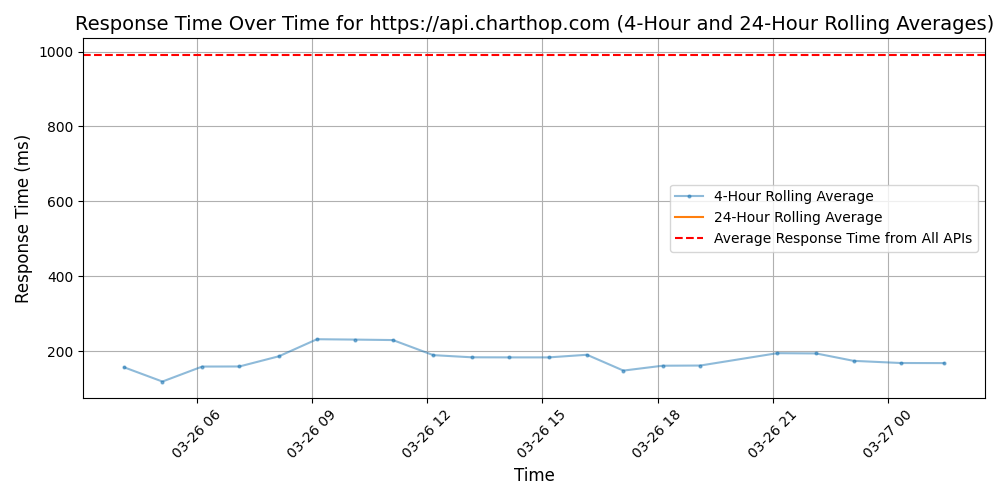 Response Time Over Time for https://api.charthop.com (4-Hour and 24-Hour Rolling Averages)
Response Time (ms)
1000
800
600
400
200
4-Hour Rolling Average
24-Hour Rolling Average
Average Response Time from All APIs
03-26 06
03-26 09
03-26 12
03-26 15
03-26 18
03-26 21
03-27 00
Time